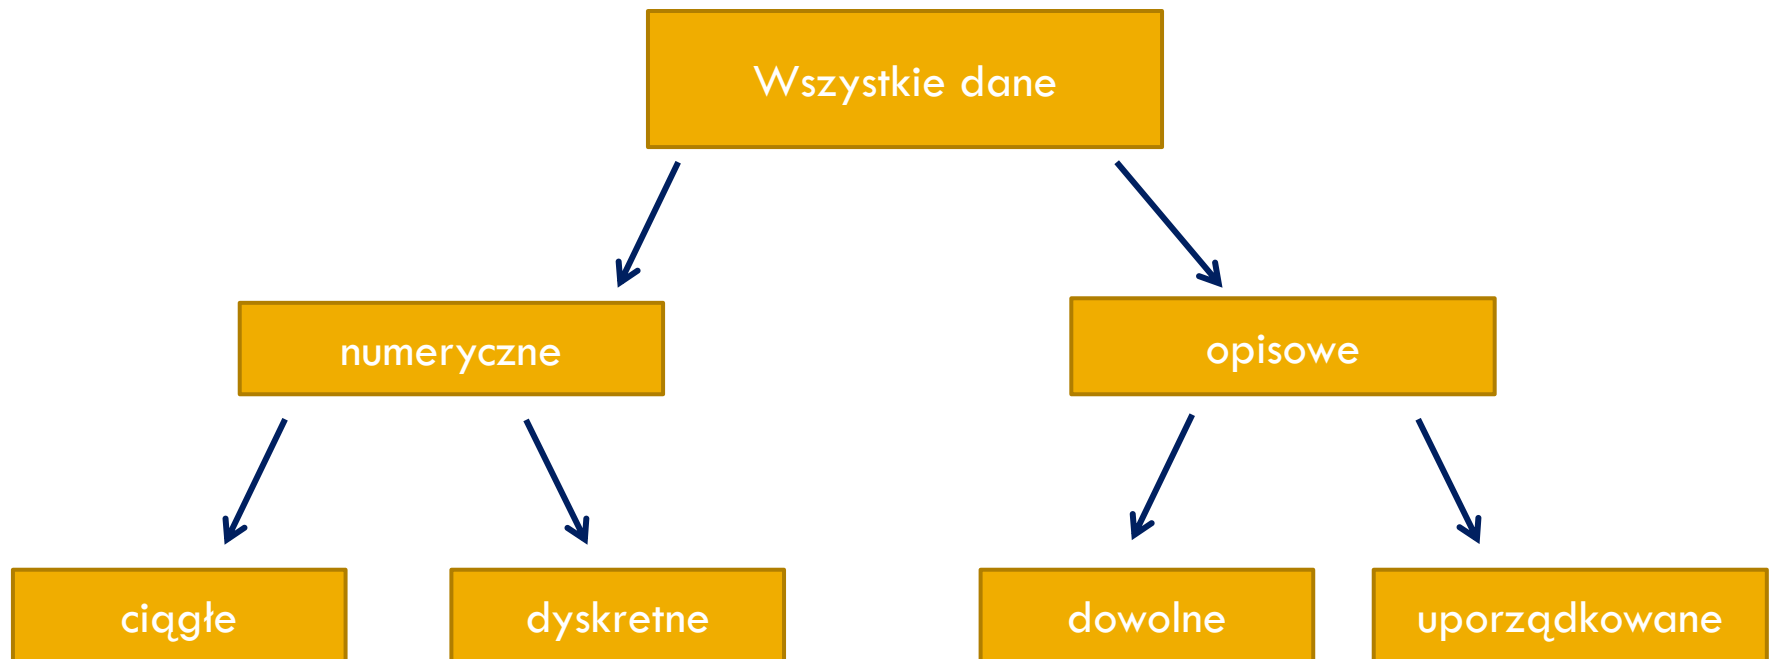 Wszystkie dane
numeryczne
opisowe
ciągłe
dyskretne
dowolne
uporządkowane